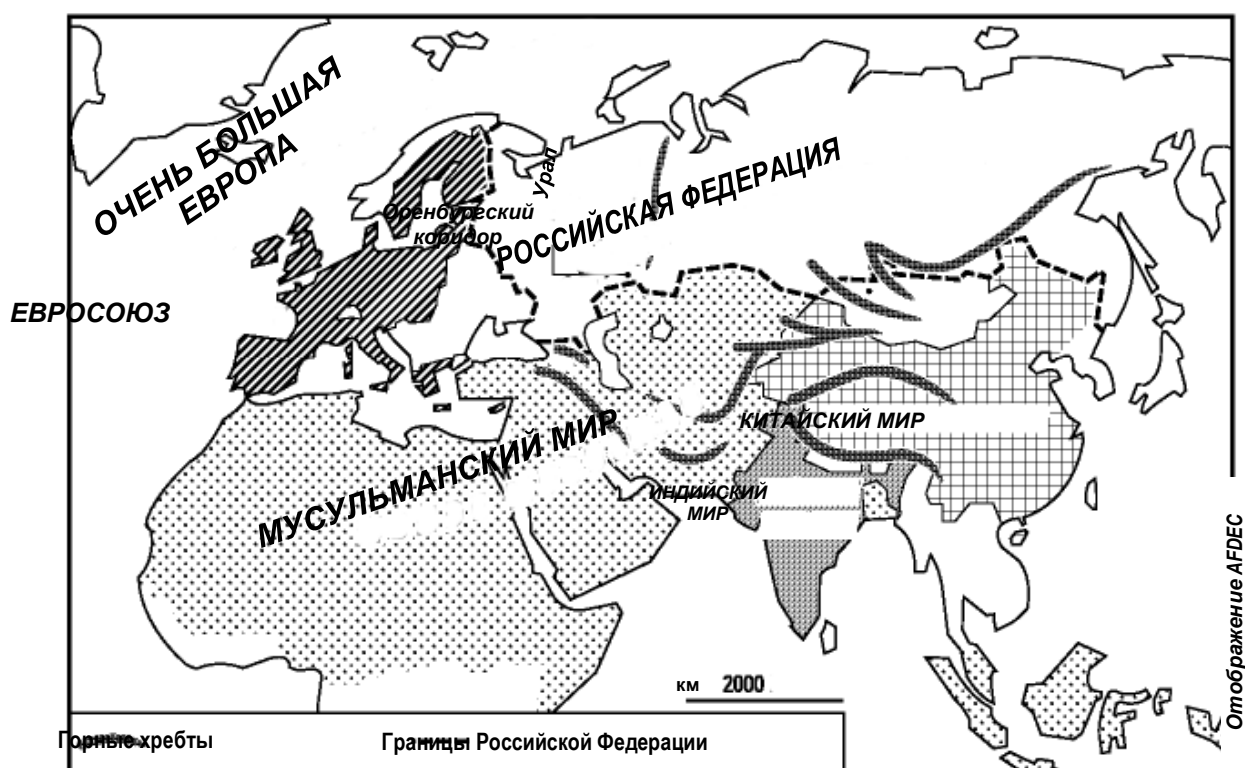 ОЧЕНЬ БОЛЬШАЯ
ЕВРОПА
Урал
РОССИЙСКАЯ ФЕДЕРАЦИЯ
Оренбургский
коридор
ЕВРОСОЮЗ
МУСУЛЬМАНСКИЙ МИР
КИТАЙСКИЙ МИР
ИНДИЙСКИЙ
МИР
Отображение AFDEC
км 2000
Горные хребты
Границы Российской Федерации